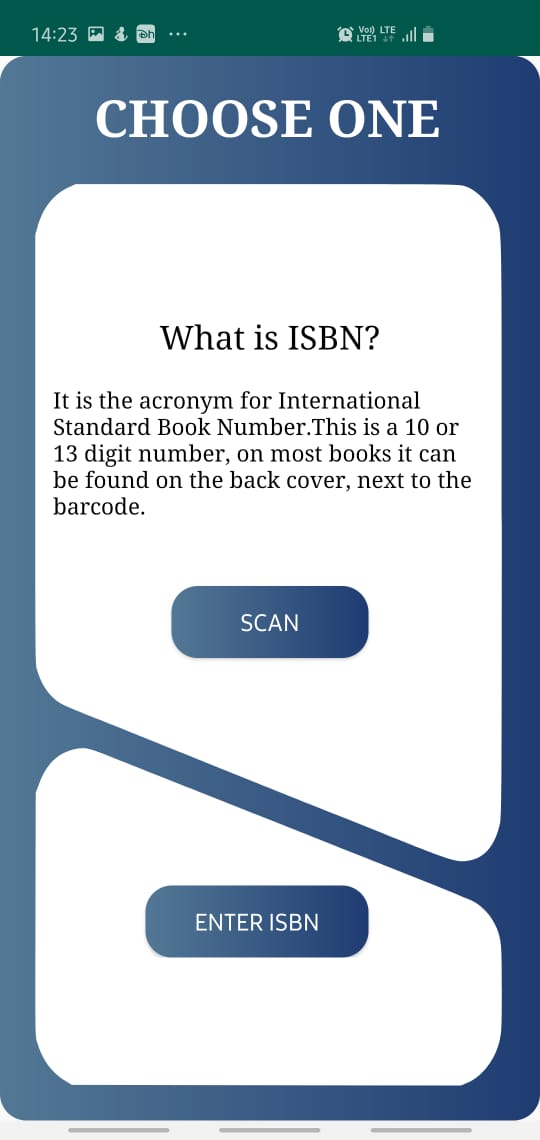 14:23
Vo)) LTE
LTE1
CHOOSE ONE
What is ISBN?
It is the acronym for International
Standard Book Number.This is a 10 or
13 digit number, on most books it can
be found on the back cover, next to the
barcode.
SCAN
ENTER ISBN